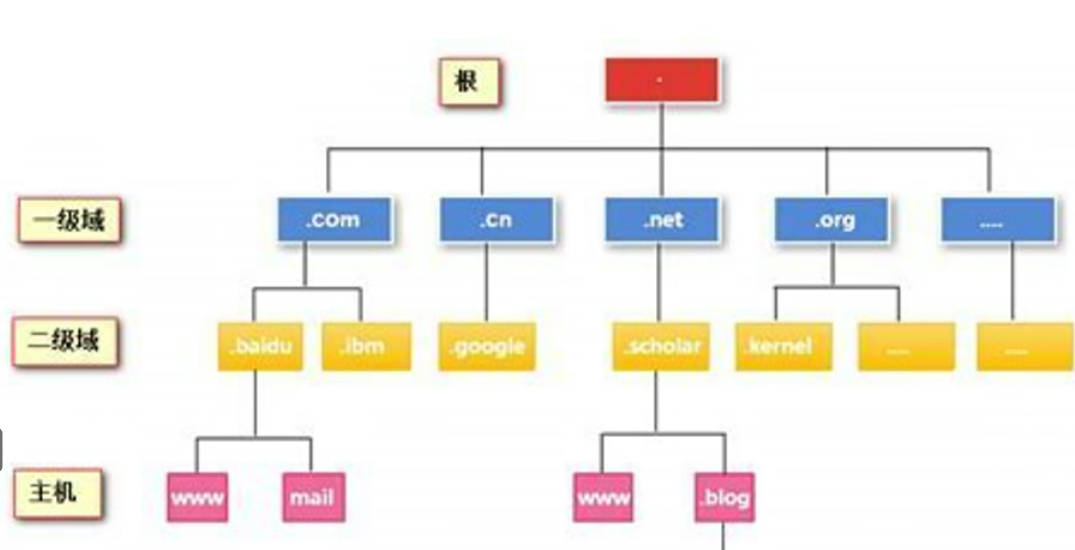 根
.
一级域
.com
.cn
.net
.org
....
二级域
.baidu
.ibm
.google
.scholar
.kernel
....
....
主机
www
mail
www
.blog